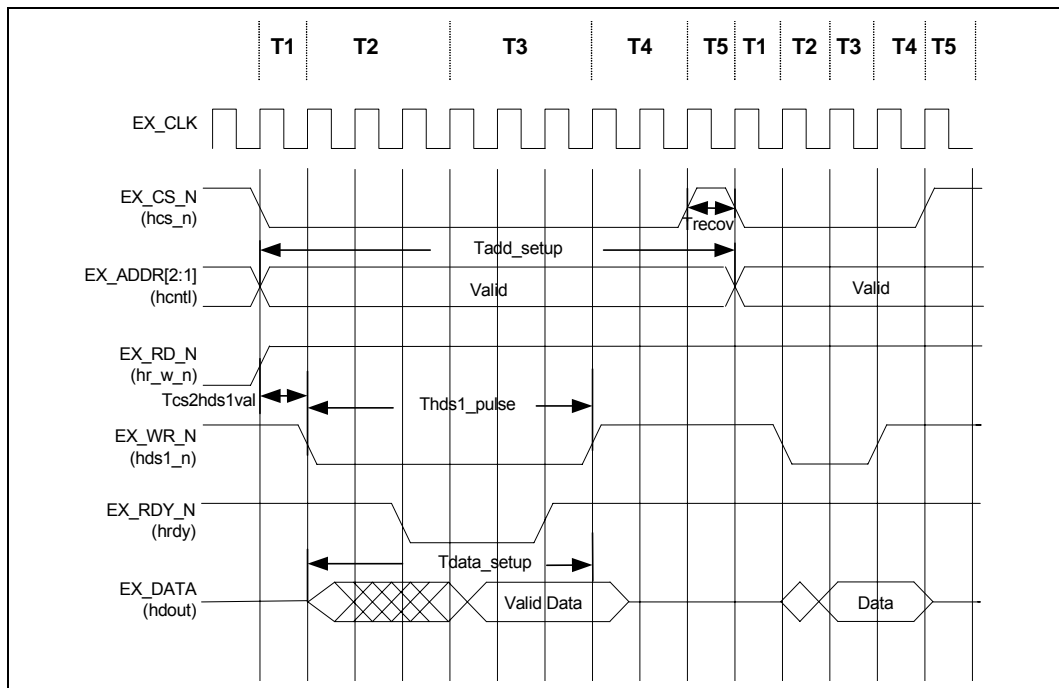 T1 T2 T3 T4 T5 T1 T2 T3 T4 T5
EX_CLK
EX_CS_N
(hcs_n)
Trecov
Tadd_setup
EX_ADDR[2:1]
(hcntl)
Valid
Valid
EX_RD_N
(hr_w_n)
Tcs2hds1val
Thds1_pulse
EX_WR_N
(hds1_n)
EX_RDY_N
(hrdy)
Tdata_setup
EX_DATA
(hdout)
Valid Data
Data